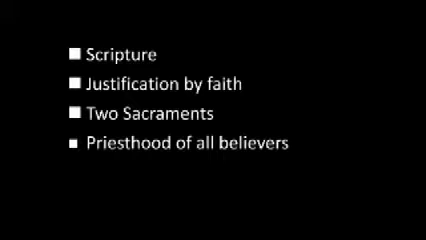 Scripture
Justification by faith
Two Sacraments
Priesthood of all believers